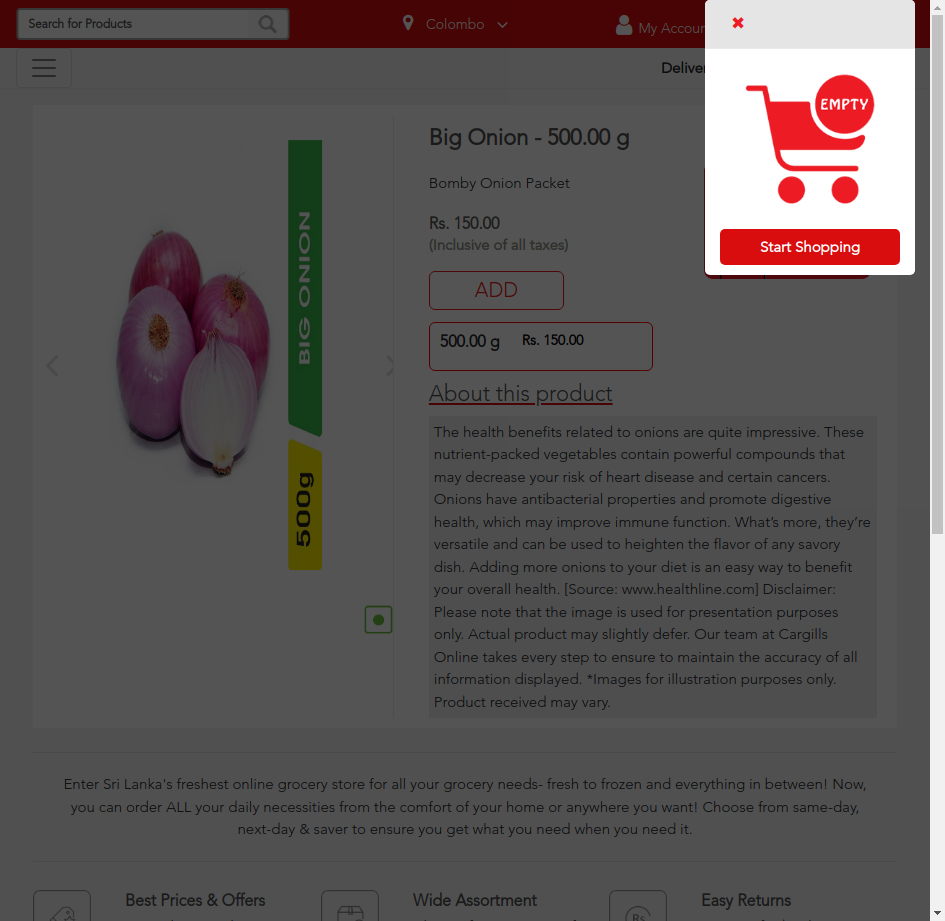 Search for Products
Colombo
My Accoun
Deliver
EMPTY
Start Shopping
BIG ONION
500g
Big Onion - 500.00 g
Bomby Onion Packet
Rs. 150.00
(Inclusive of all taxes)
ADD
500.00 g Rs. 150.00
About this product
The health benefits related to onions are quite impressive. These
nutrient-packed vegetables contain powerful compounds that
may decrease your risk of heart disease and certain cancers.
Onions have antibacterial properties and promote digestive
health, which may improve immune function. What's more, they're
versatile and can be used to heighten the flavor of any savory
dish. Adding more onions to your diet is an easy way to benefit
your overall health. [Source: www.healthline.com] Disclaimer:
Please note that the image is used for presentation purposes
only. Actual product may slightly defer. Our team at Cargills
Online takes every step to ensure to maintain the accuracy of all
information displayed. *Images for illustration purposes only.
Product received may vary.
Enter Sri Lanka's freshest online grocery store for all your grocery needs- fresh to frozen and everything in between! Now,
you can order ALL your daily necessities from the comfort of your home or anywhere you want! Choose from same-day,
next-day & saver to ensure you get what you need when you need it.
Best Prices & Offers
Wide Assortment
Rs
Easy Returns